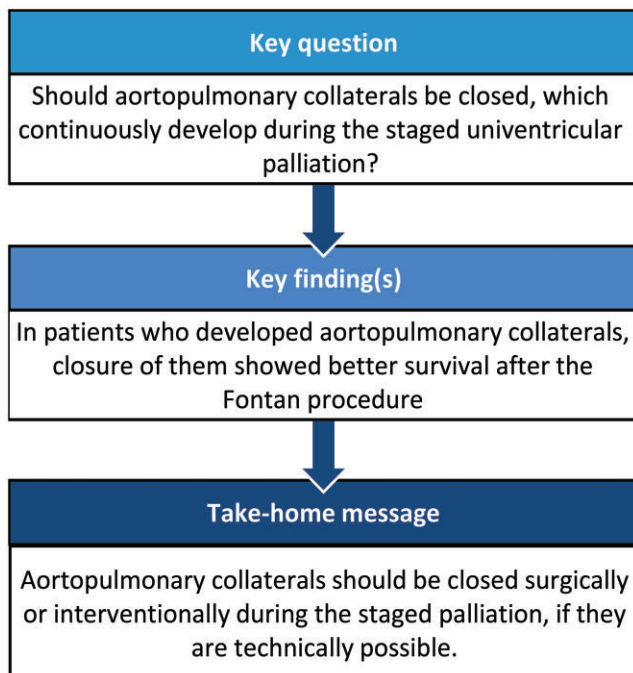 Key question
Should aortopulmonary collaterals be closed, which
continuously develop during the staged univentricular
palliation?
Key finding(s)
In patients who developed aortopulmonary collaterals,
closure of them showed better survival after the
Fontan procedure
Take-home message
Aortopulmonary collaterals should be closed surgically
or interventionally during the staged palliation, if they
are technically possible.